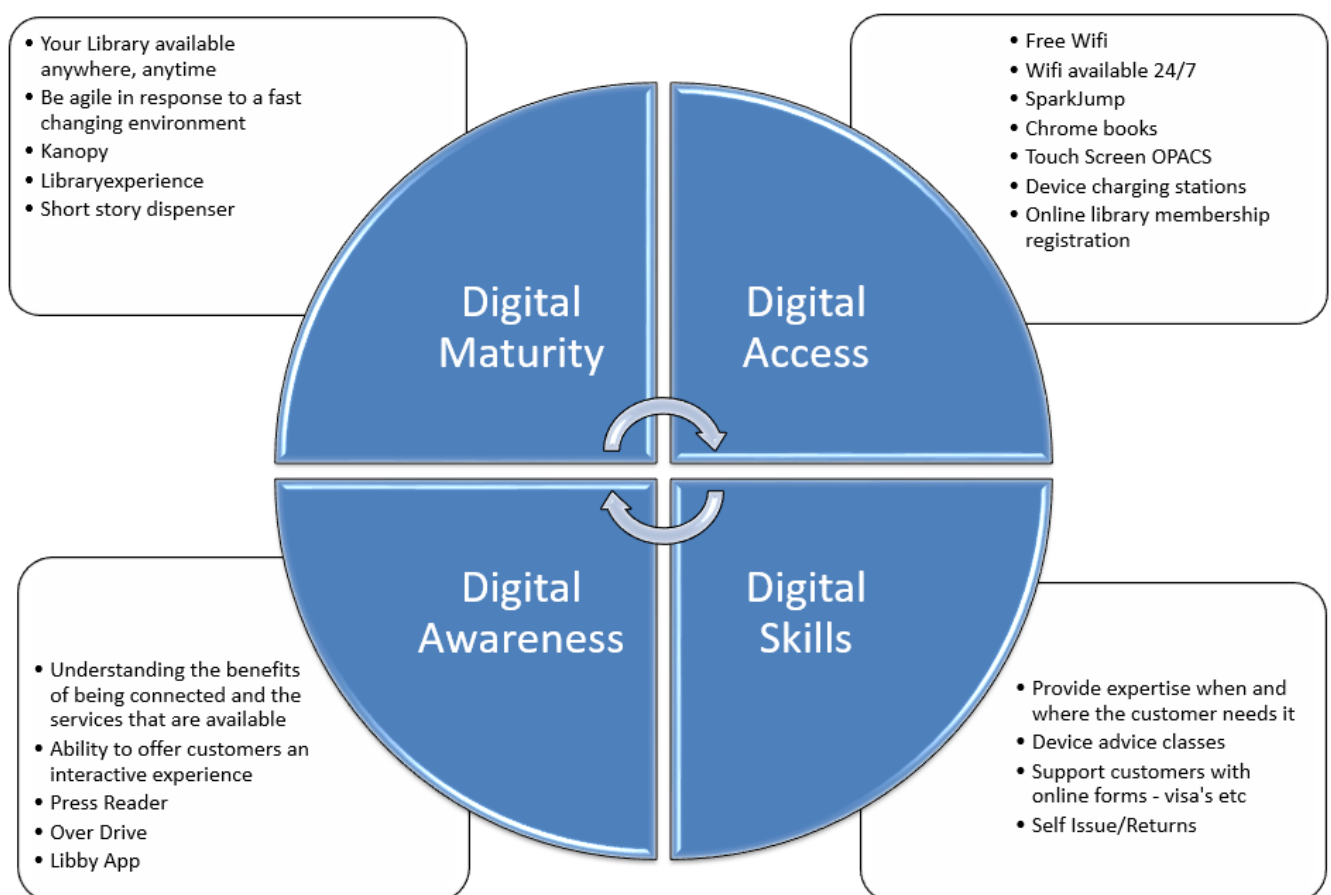 • Your Library available
anywhere, anytime
• Be agile in response to a fast
changing environment
• Kanopy
• Libraryexperience
• Short story dispenser
• Free Wifi
• Wifi available 24/7
• SparkJump
• Chrome books
• Touch Screen OPACS
• Device charging stations
• Online library membership
registration
Digital
Maturity
Digital
Access
Digital
Awareness
Digital
Skills
• Understanding the benefits
of being connected and the
services that are available
• Ability to offer customers an
interactive experience
• Press Reader
• Over Drive
• Libby App
• Provide expertise when and
where the customer needs it
• Device advice classes
• Support customers with
online forms - visa's etc
• Self Issue/Returns